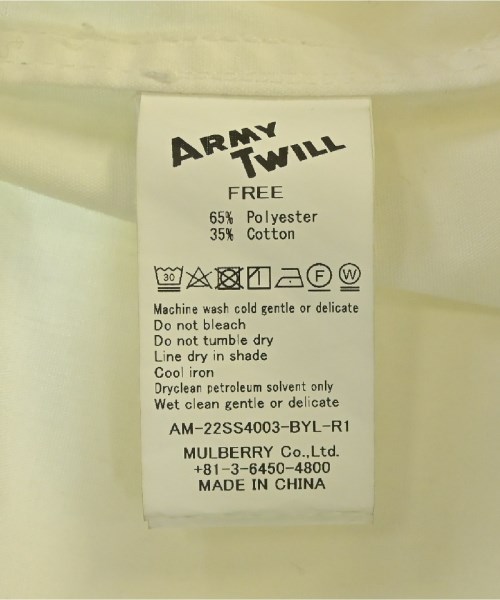 ARMY
TWILL
FREE
65% Polyester
35% Cotton
30 F W
Machine wash cold gentle or delicate
Do not bleach
Do not tumble dry
Line dry in shade
Cool iron
Dryclean petroleum solvent only
Wet clean gentle or delicate
AM-22SS4003-BYL-R1
MULBERRY Co.,Ltd.
+81-3-6450-4800
MADE IN CHINA